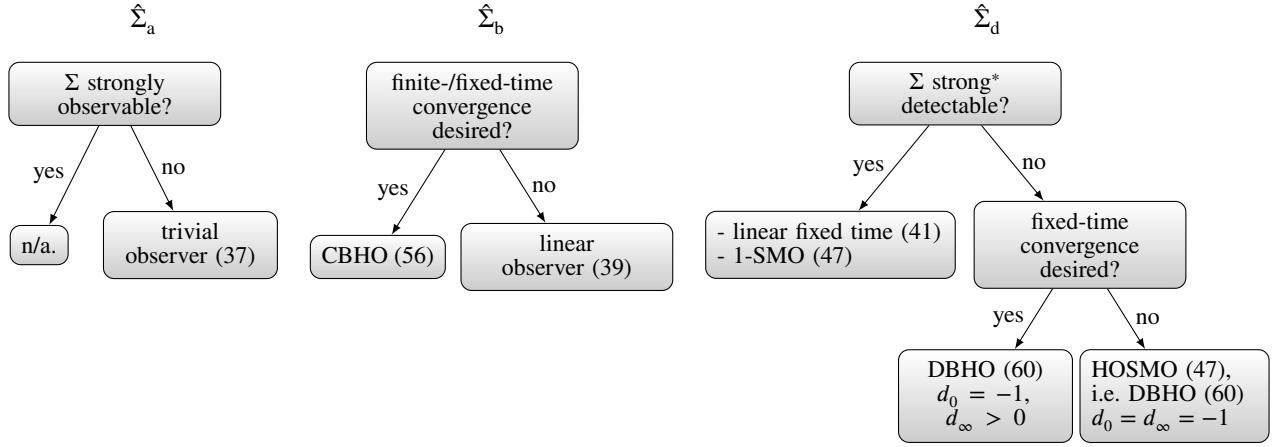 Σ̂a
Σ strongly
observable?
yes
no
n/a.
trivial
observer (37)
Σ̂b
finite-/fixed-time
convergence
desired?
yes
no
CBHO (56)
linear
observer (39)
Σ̂d
Σ strong*
detectable?
yes
no
- linear fixed time (41)
- 1-SMO (47)
fixed-time
convergence
desired?
yes
no
DBHO (60)
d₀ = −1,
d∞ > 0
HOSMO (47),
i.e. DBHO (60)
d₀ = d∞ = −1